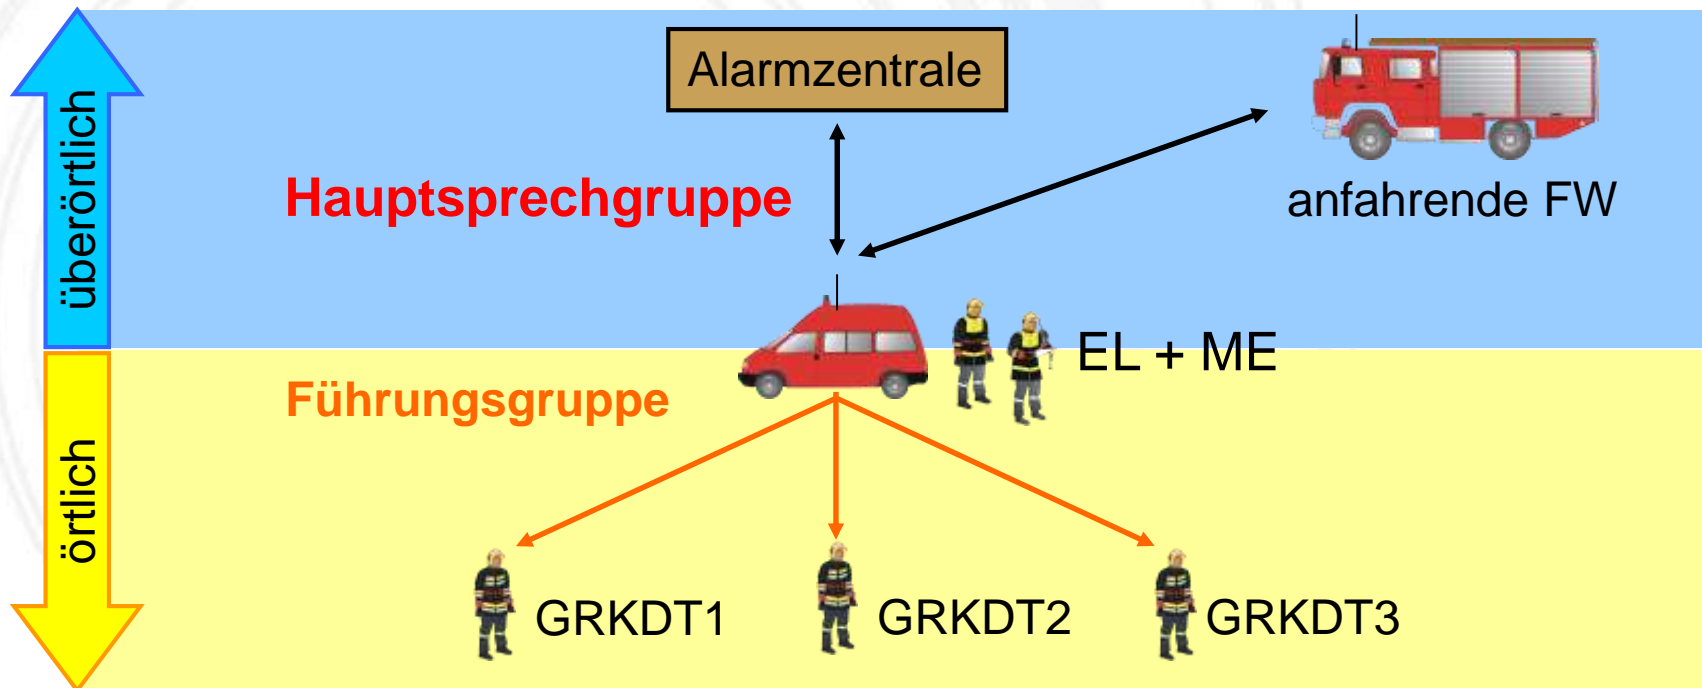 Alarmzentrale
überörtlich
Hauptsprechgruppe
anfahrende FW
EL + ME
Führungsgruppe
örtlich
GRKDT1
GRKDT2
GRKDT3